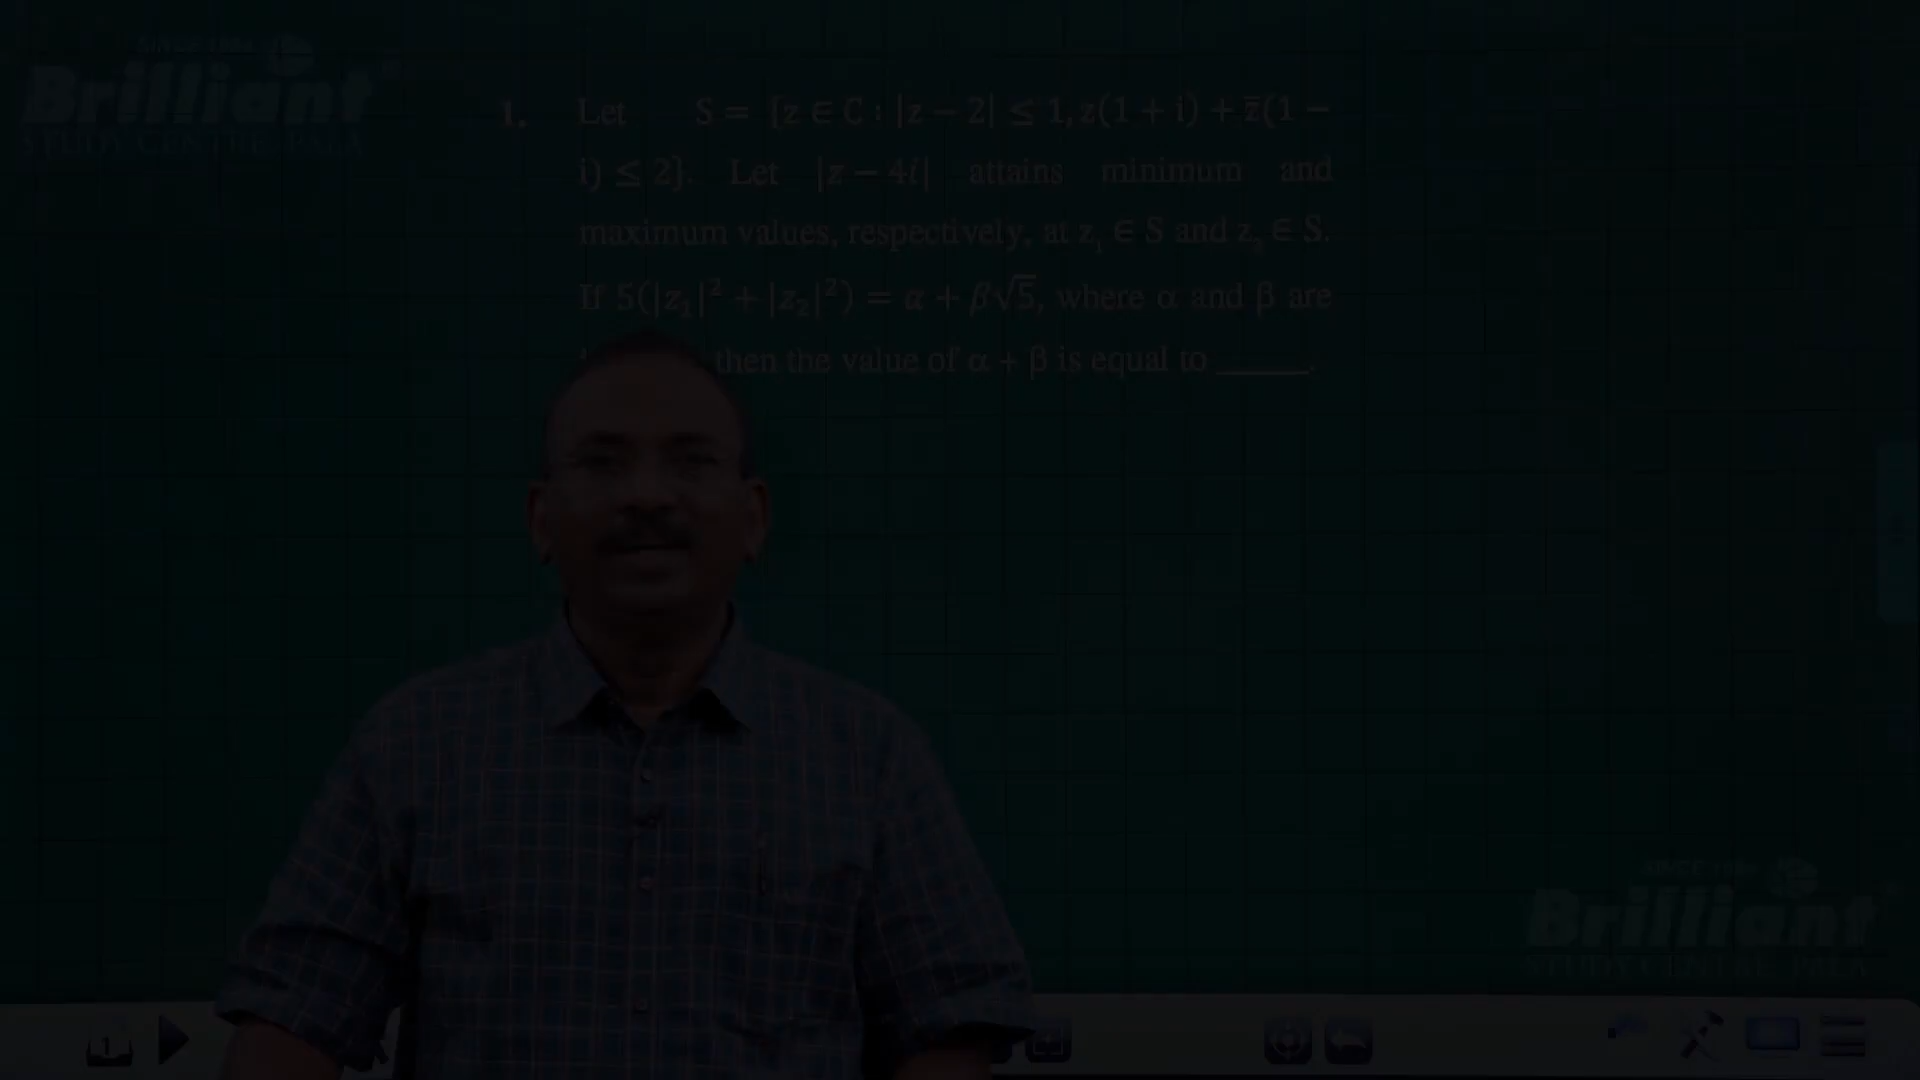 Brilliant
STUDY CENTRE, PALA
1. Let S = {z ∈ C : |z − 2| ≤ 1, z(1 + i) + z̅(1 −
i) ≤ 2}. Let |z − 4i| attains minimum and
maximum values, respectively, at z₁ ∈ S and z₂ ∈ S.
If 5(|z₁|² + |z₂|²) = α + β√5, where α and β are
then the value of α + β is equal to ______.
Brilliant
STUDY CENTRE, PALA
1